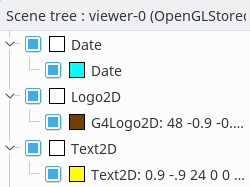 Scene tree : viewer-0 (OpenGLStore
Date
Date
Logo2D
G4Logo2D: 48 -0.9 -0....
Text2D
Text2D: 0.9 -.9 24 0 0 ...